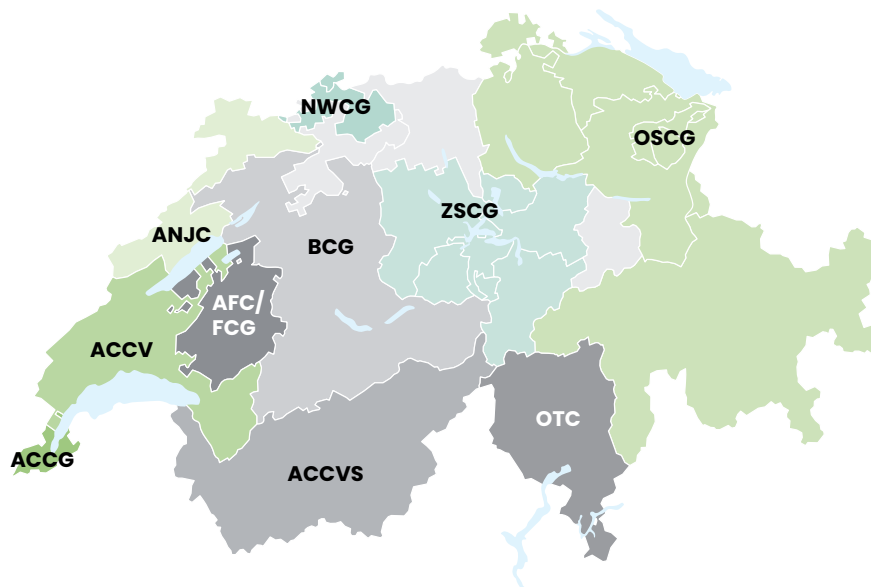 NWCG
OSCG
ZSCG
ANJC
BCG
AFC/
FCG
ACCV
OTC
ACCG
ACCVS